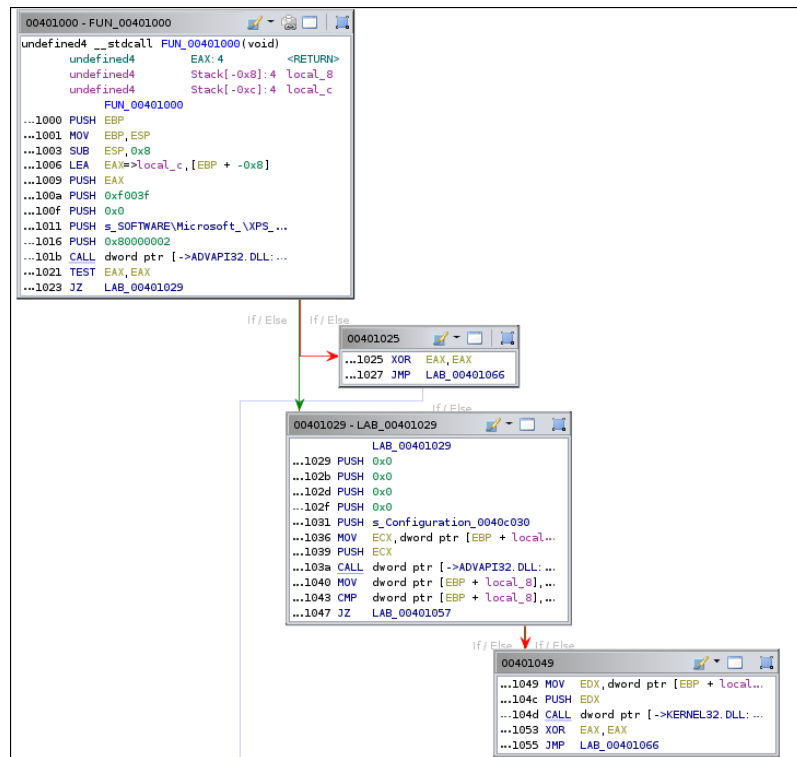 00401000 - FUN_00401000
undefined4 __stdcall FUN_00401000(void)
undefined4 EAX:4 <RETURN>
undefined4 Stack[-0x8]:4 local_8
undefined4 Stack[-0xc]:4 local_c
FUN_00401000
...1000 PUSH EBP
...1001 MOV EBP,ESP
...1003 SUB ESP,0x8
...1006 LEA EAX=>local_c,[EBP + -0x8]
...1009 PUSH EAX
...100a PUSH 0xf003f
...100f PUSH 0x0
...1011 PUSH s_SOFTWARE\Microsoft_\XPS_...
...1016 PUSH 0x80000002
...101b CALL dword ptr [->ADVAPI32.DLL:...
...1021 TEST EAX,EAX
...1023 JZ LAB_00401029
If / Else If / Else
00401025
...1025 XOR EAX,EAX
...1027 JMP LAB_00401066
If / Else
00401029 - LAB_00401029
LAB_00401029
...1029 PUSH 0x0
...102b PUSH 0x0
...102d PUSH 0x0
...102f PUSH 0x0
...1031 PUSH s_Configuration_0040c030
...1036 MOV ECX,dword ptr [EBP + local...
...1039 PUSH ECX
...103a CALL dword ptr [->ADVAPI32.DLL:...
...1040 MOV dword ptr [EBP + local_8],...
...1043 CMP dword ptr [EBP + local_8],...
...1047 JZ LAB_00401057
If / Else If / Else
00401049
...1049 MOV EDX,dword ptr [EBP + local...
...104c PUSH EDX
...104d CALL dword ptr [->KERNEL32.DLL: ...
...1053 XOR EAX,EAX
...1055 JMP LAB_00401066